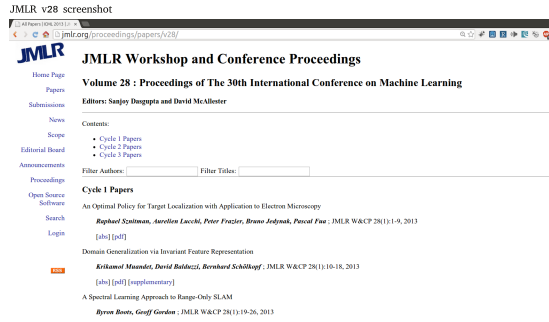 JMLR v28 screenshot
All Papers | ICML 2013 | JM
jmlr.org/proceedings/papers/v28/
JMLR
Home Page
Papers
Submissions
News
Scope
Editorial Board
Announcements
Proceedings
Open Source
Software
Search
Login
RSS
JMLR Workshop and Conference Proceedings
Volume 28 : Proceedings of The 30th International Conference on Machine Learning
Editors: Sanjoy Dasgupta and David McAllester
Contents:
• Cycle 1 Papers
• Cycle 2 Papers
• Cycle 3 Papers
Filter Authors: Filter Titles:
Cycle 1 Papers
An Optimal Policy for Target Localization with Application to Electron Microscopy
Raphael Sznitman, Aurelien Lucchi, Peter Frazier, Bruno Jedynak, Pascal Fua ; JMLR W&CP 28(1):1-9, 2013
[abs] [pdf]
Domain Generalization via Invariant Feature Representation
Krikamol Muandet, David Balduzzi, Bernhard Schölkopf ; JMLR W&CP 28(1):10-18, 2013
[abs] [pdf] [supplementary]
A Spectral Learning Approach to Range-Only SLAM
Byron Boots, Geoff Gordon ; JMLR W&CP 28(1):19-26, 2013